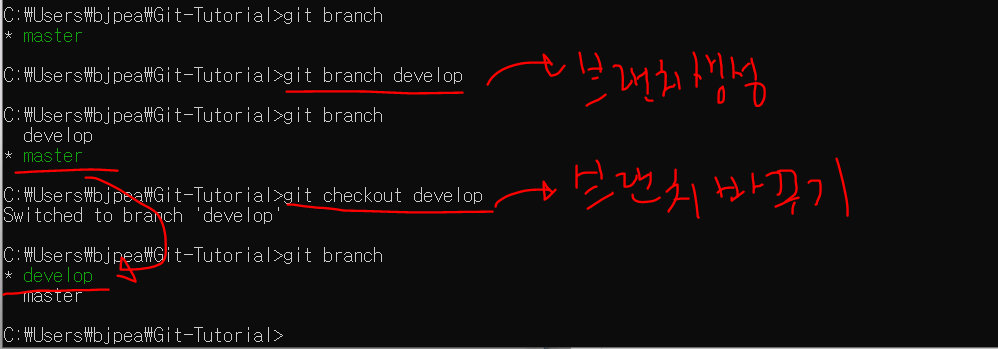 C:₩Users₩bjpea₩Git-Tutorial>git branch
* master
C:₩Users₩bjpea₩Git-Tutorial>git branch develop 브랜치생성
C:₩Users₩bjpea₩Git-Tutorial>git branch
develop
* master
C:₩Users₩bjpea₩Git-Tutorial>git checkout develop 브랜치 바꾸기
Switched to branch 'develop'
C:₩Users₩bjpea₩Git-Tutorial>git branch
* develop
master
C:₩Users₩bjpea₩Git-Tutorial>